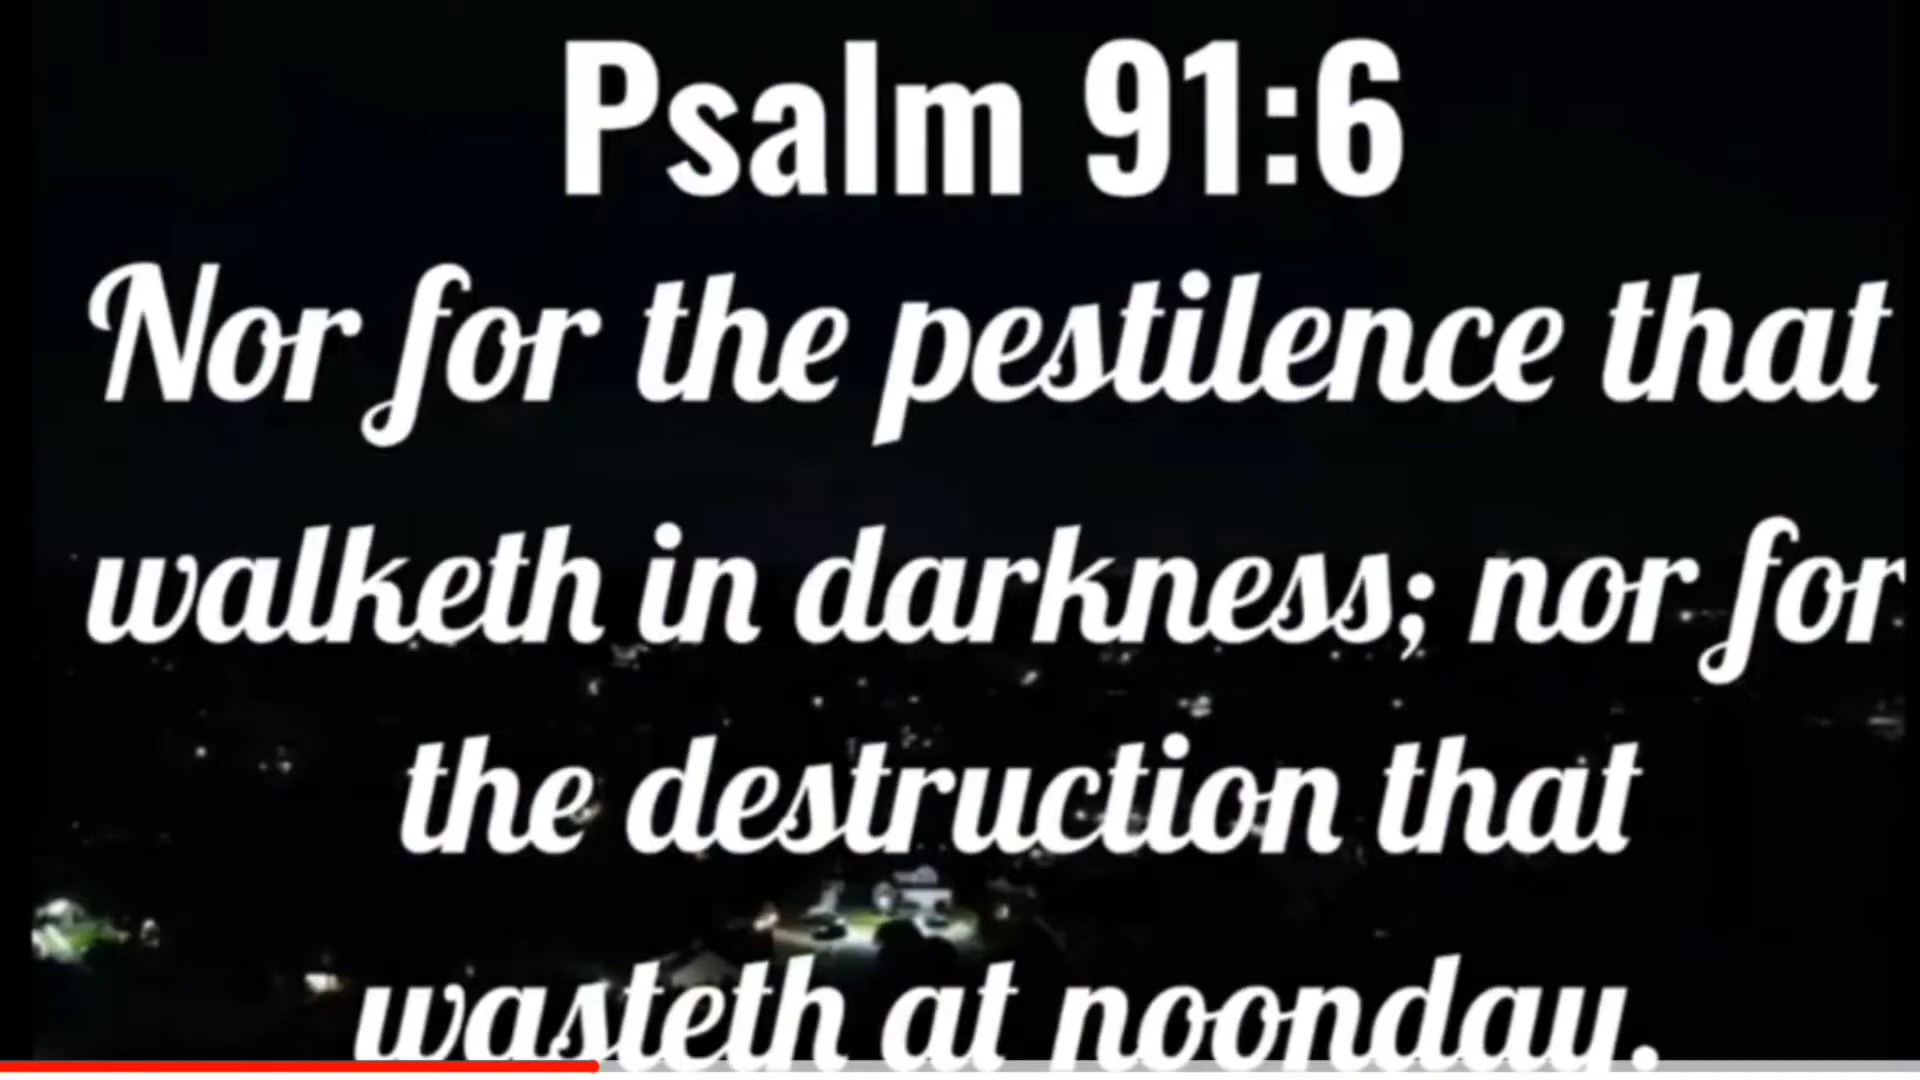 Psalm 91:6
Nor for the pestilence that
walketh in darkness; nor for
the destruction that
wasteth at noonday.